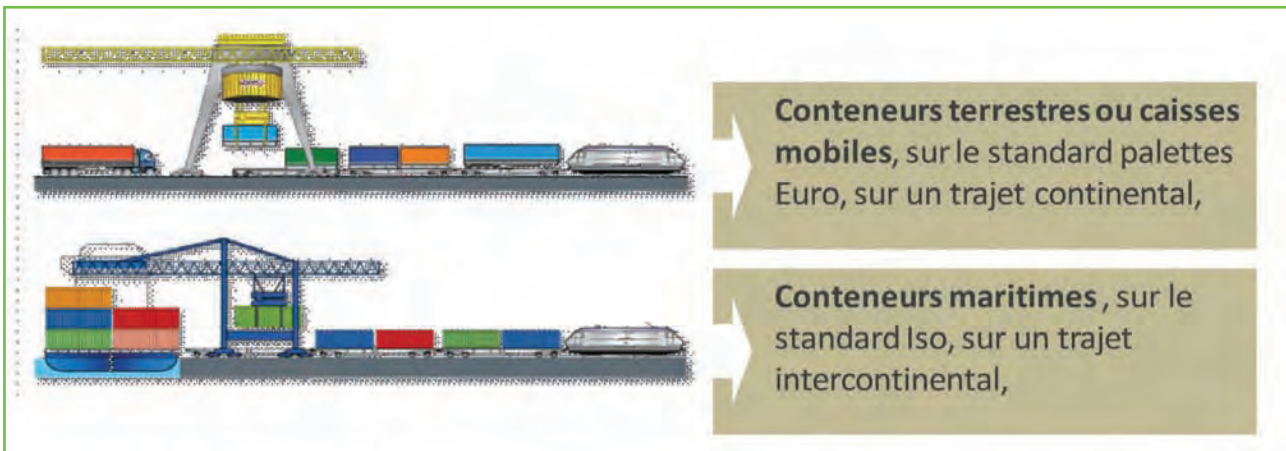 Conteneurs terrestres ou caisses
mobiles, sur le standard palettes
Euro, sur un trajet continental,
Conteneurs maritimes , sur le
standard Iso, sur un trajet
intercontinental,